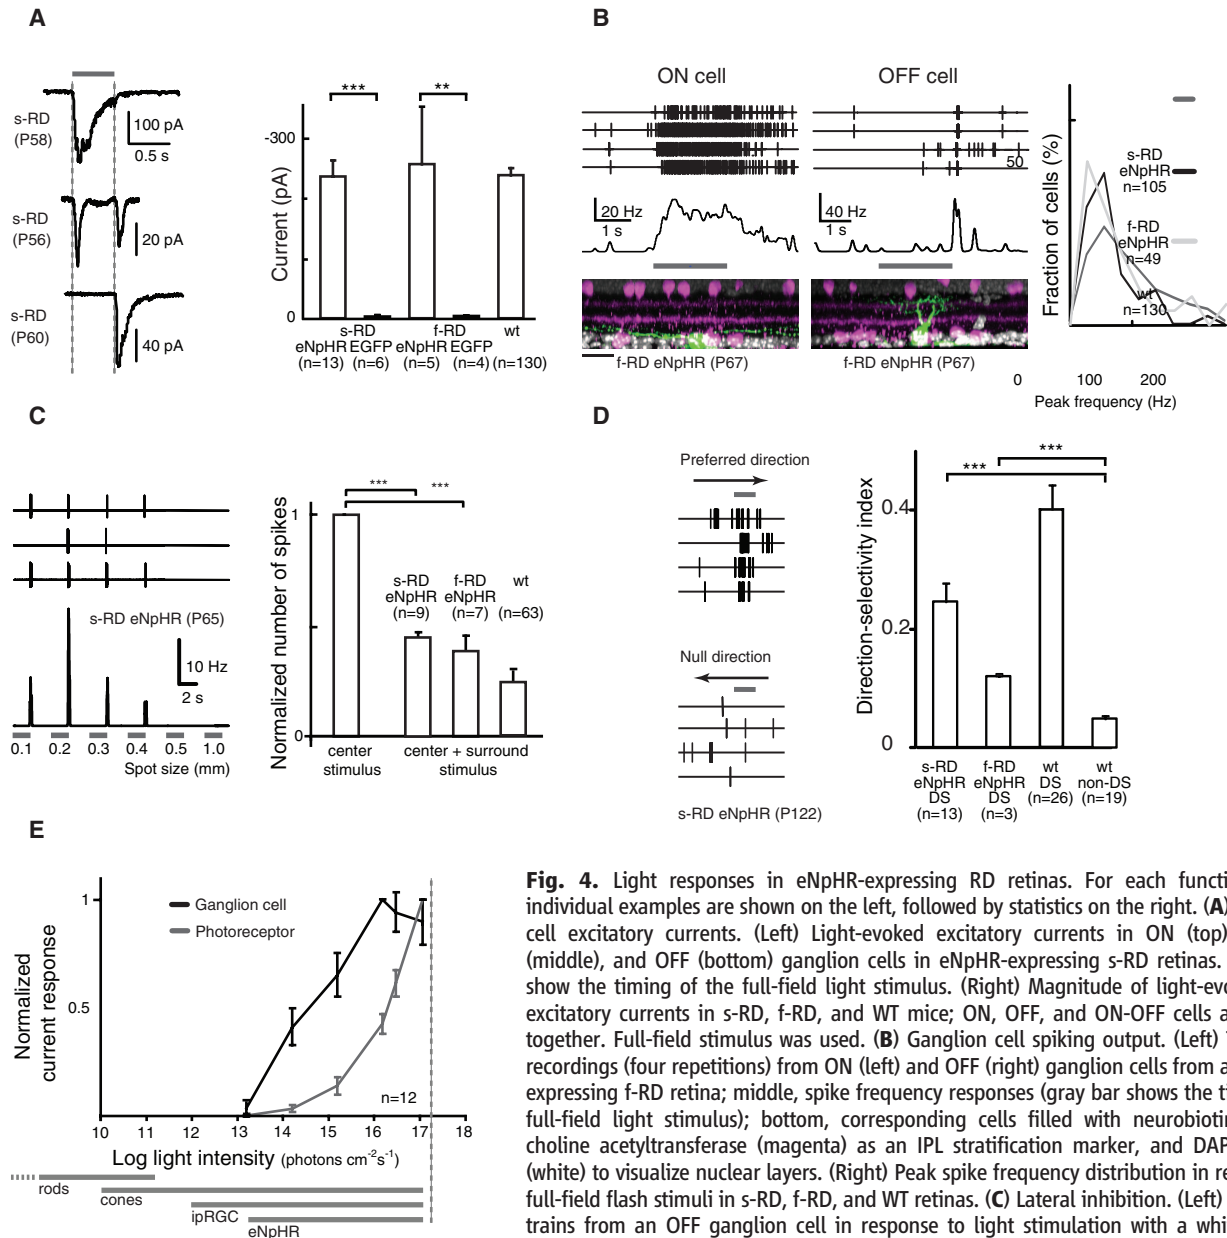 A
s-RD
(P58)
100 pA
0.5 s
s-RD
(P56)
20 pA
s-RD
(P60)
40 pA
Current (pA)
-300
0
***
**
s-RD
f-RD
wt
eNpHR EGFP
eNpHR EGFP
(n=13) (n=6)
(n=5)
(n=4)
(n=130)
B
ON cell
OFF cell
20 Hz
1 s
40 Hz
1 s
f-RD eNpHR (P67)
f-RD eNpHR (P67)
50
Fraction of cells (%)
s-RD
eNpHR
n=105
f-RD
eNpHR
n=49
wt
n=130
0
100
200
Peak frequency (Hz)
C
s-RD eNpHR (P65)
10 Hz
2 s
0.1
0.2
0.3
0.4
0.5
1.0
Spot size (mm)
Normalized number of spikes
1
0
***
***
s-RD
eNpHR
(n=9)
f-RD
eNpHR
(n=7)
wt
(n=63)
center
stimulus
center + surround
stimulus
D
Preferred direction
Null direction
s-RD eNpHR (P122)
Direction-selectivity index
0.4
0.2
0
***
***
s-RD
eNpHR
DS
(n=13)
f-RD
eNpHR
DS
(n=3)
wt
DS
(n=26)
wt
non-DS
(n=19)
E
Normalized
current response
1
0.5
Ganglion cell
Photoreceptor
n=12
10 11 12 13 14 15 16 17 18
Log light intensity (photons cm⁻²s⁻¹)
rods
cones
ipRGC
eNpHR
Fig. 4. Light responses in eNpHR-expressing RD retinas. For each functi
individual examples are shown on the left, followed by statistics on the right. (A)
cell excitatory currents. (Left) Light-evoked excitatory currents in ON (top)
(middle), and OFF (bottom) ganglion cells in eNpHR-expressing s-RD retinas.
show the timing of the full-field light stimulus. (Right) Magnitude of light-evo
excitatory currents in s-RD, f-RD, and WT mice; ON, OFF, and ON-OFF cells a
together. Full-field stimulus was used. (B) Ganglion cell spiking output. (Left)
recordings (four repetitions) from ON (left) and OFF (right) ganglion cells from a
expressing f-RD retina; middle, spike frequency responses (gray bar shows the ti
full-field light stimulus); bottom, corresponding cells filled with neurobioti
choline acetyltransferase (magenta) as an IPL stratification marker, and DAP
(white) to visualize nuclear layers. (Right) Peak spike frequency distribution in re
full-field flash stimuli in s-RD, f-RD, and WT retinas. (C) Lateral inhibition. (Left)
trains from an OFF ganglion cell in response to light stimulation with a whi